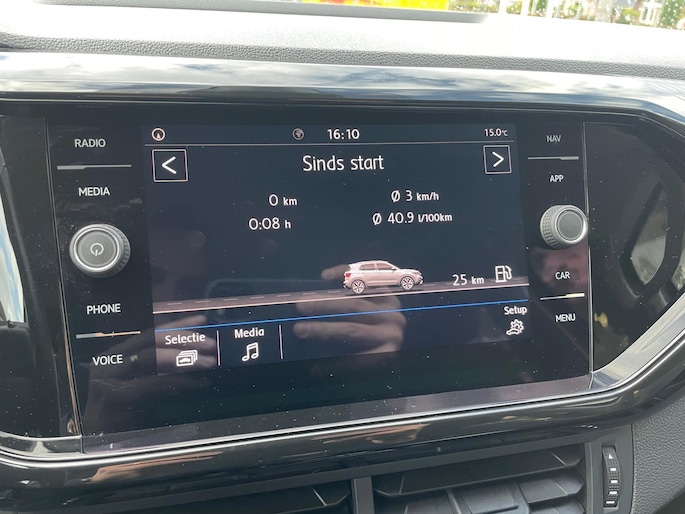 RADIO
MEDIA
PHONE
VOICE
16:10
15.0°C
< Sinds start >
0 km Ø 3 km/h
0:08 h Ø 40.9 l/100km
25 km
Selectie Media Setup
NAV
APP
CAR
MENU